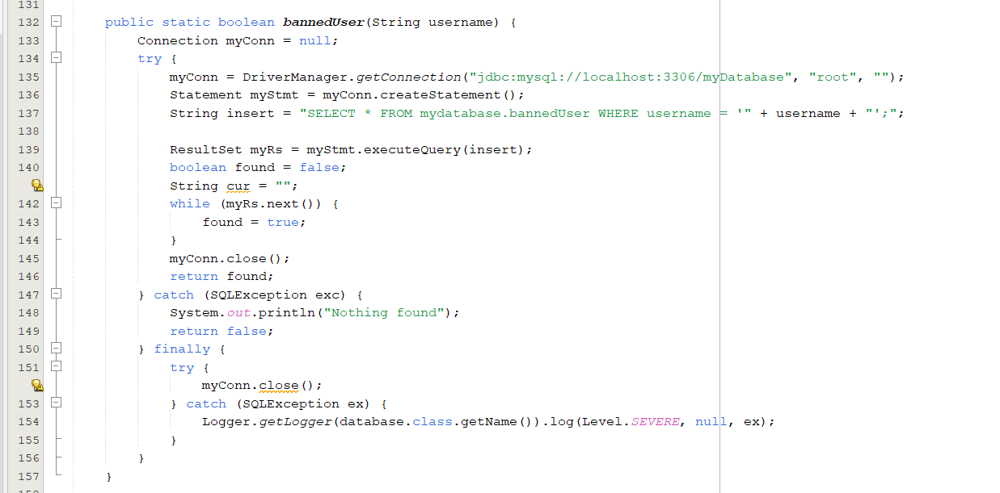 131
132 public static boolean bannedUser(String username) {
133 Connection myConn = null;
134 try {
135 myConn = DriverManager.getConnection("jdbc:mysql://localhost:3306/myDatabase", "root", "");
136 Statement myStmt = myConn.createStatement();
137 String insert = "SELECT * FROM mydatabase.bannedUser WHERE username = '" + username + "';";
138
139 ResultSet myRs = myStmt.executeQuery(insert);
140 boolean found = false;
String cur = "";
142 while (myRs.next()) {
143 found = true;
144 }
145 myConn.close();
146 return found;
147 } catch (SQLException exc) {
148 System.out.println("Nothing found");
149 return false;
150 } finally {
151 try {
myConn.close();
153 } catch (SQLException ex) {
154 Logger.getLogger(database.class.getName()).log(Level.SEVERE, null, ex);
155 }
156 }
157 }